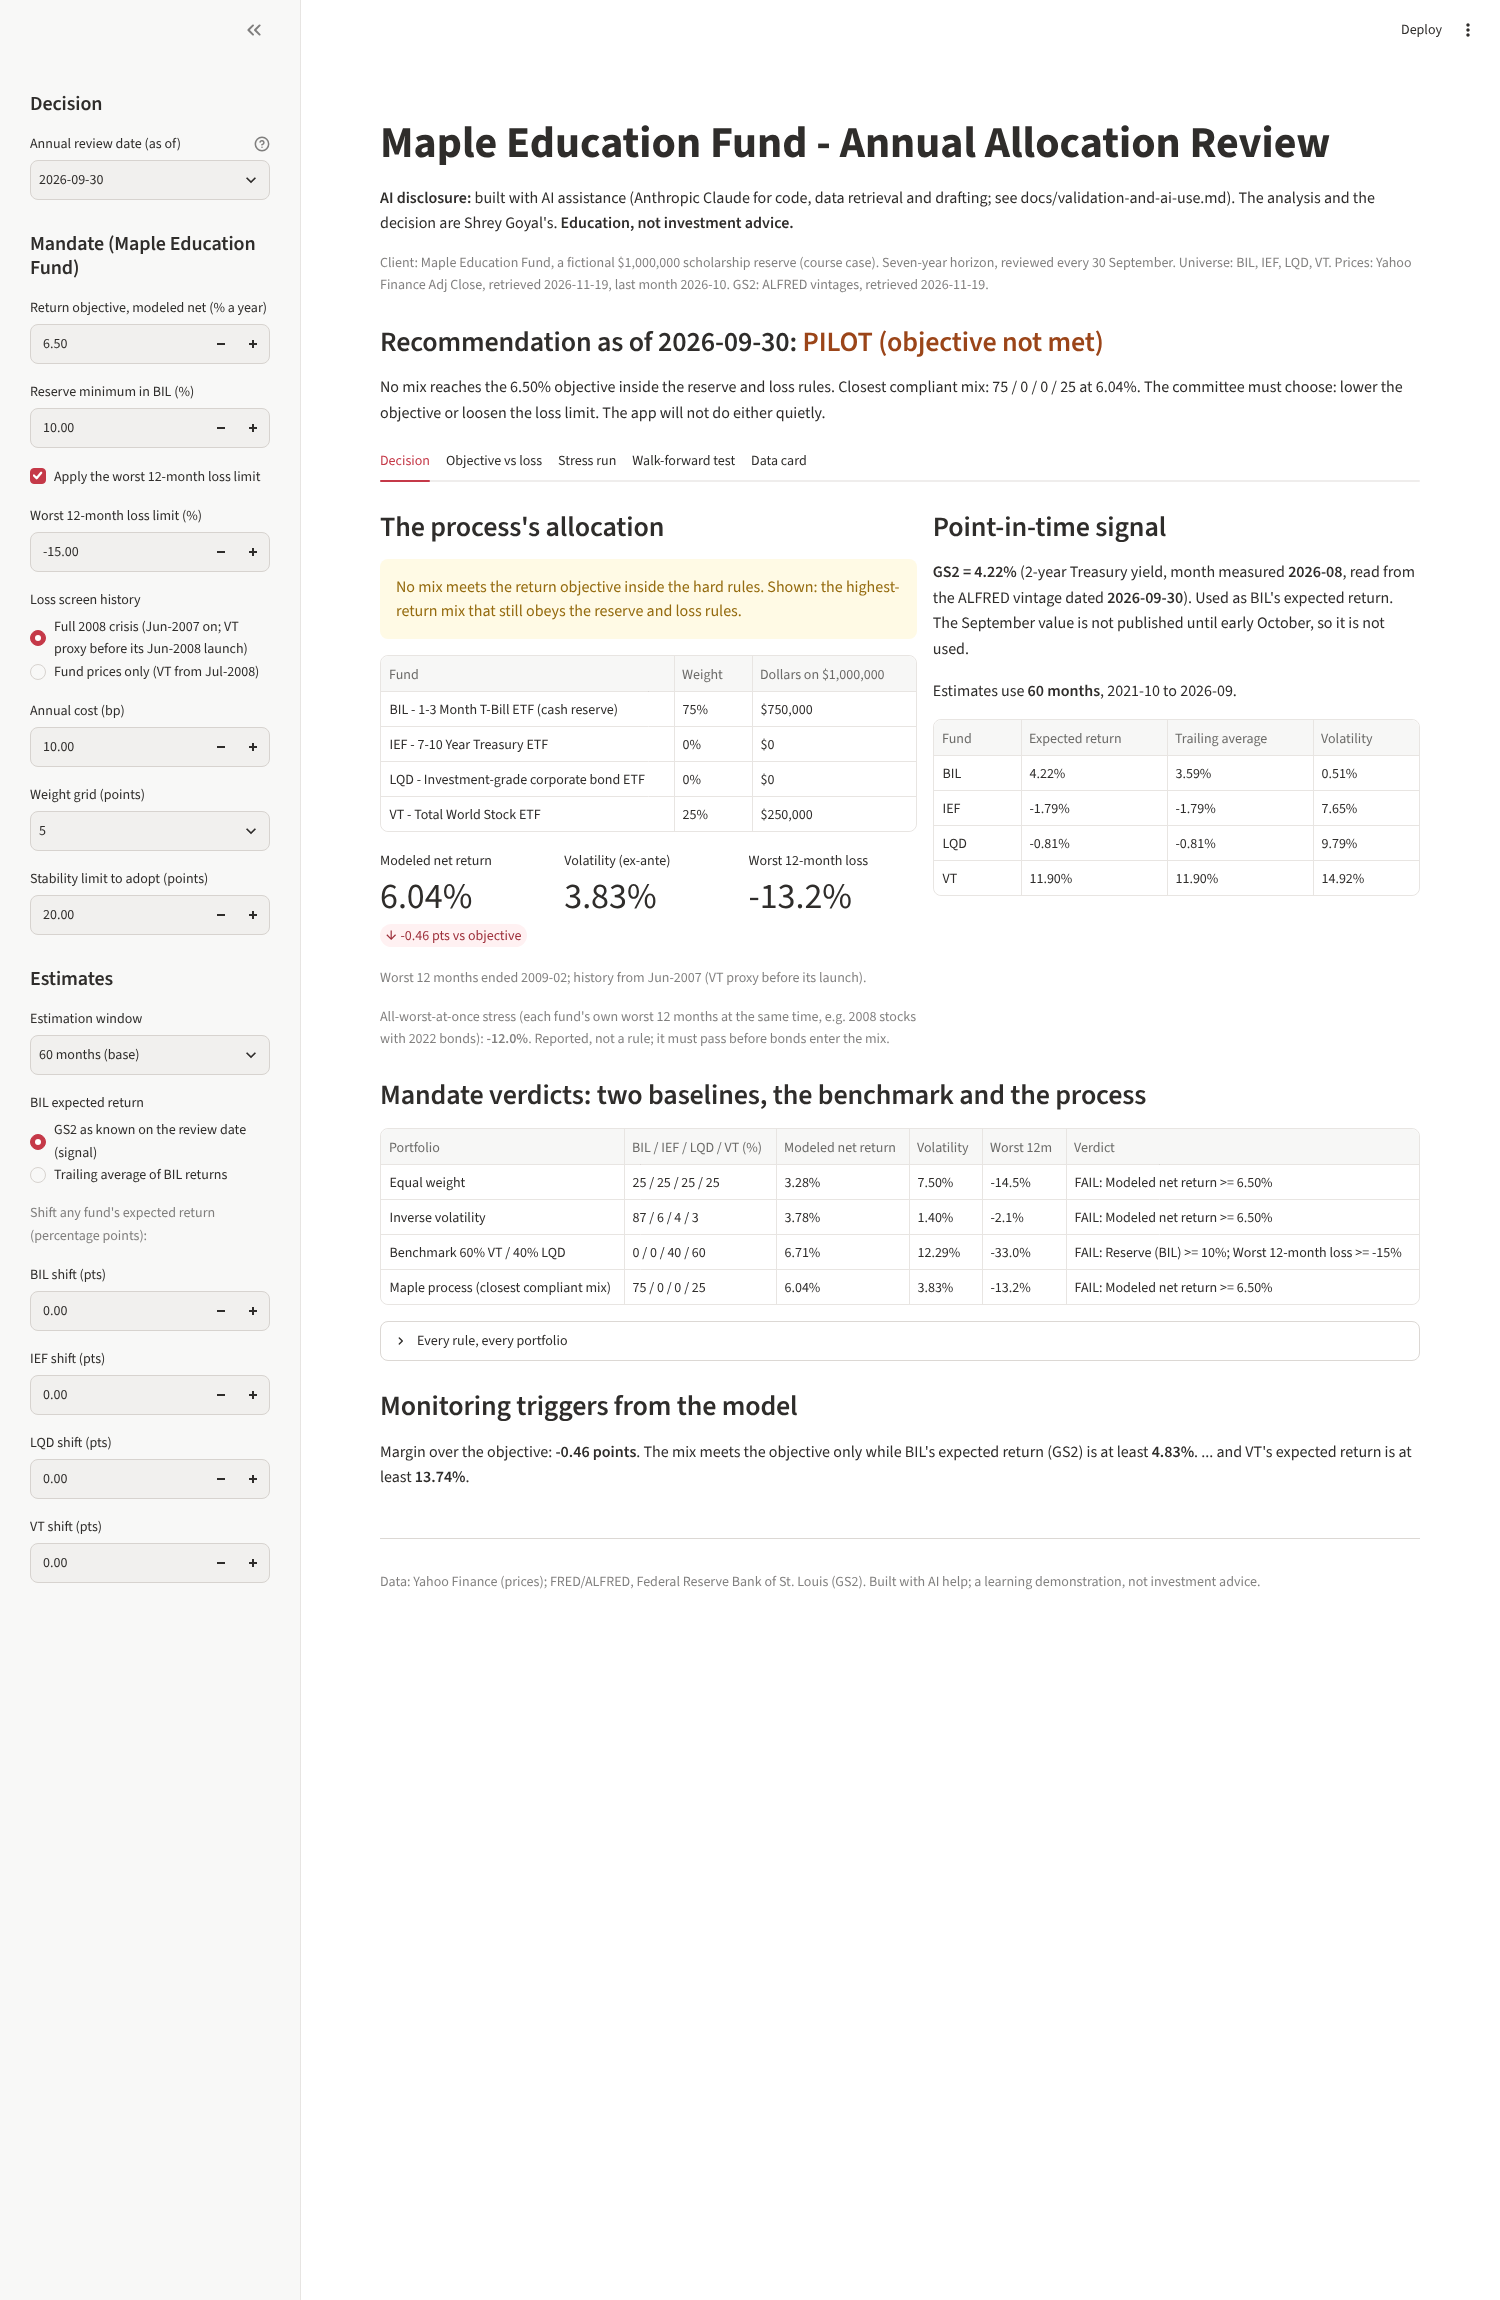 Deploy
Decision
Annual review date (as of)
2026-09-30
Mandate (Maple Education
Fund)
Return objective, modeled net (% a year)
6.50
Reserve minimum in BIL (%)
10.00
Apply the worst 12-month loss limit
Worst 12-month loss limit (%)
-15.00
Loss screen history
Full 2008 crisis (Jun-2007 on; VT
proxy before its Jun-2008 launch)
Fund prices only (VT from Jul-2008)
Annual cost (bp)
10.00
Weight grid (points)
5
Stability limit to adopt (points)
20.00
Estimates
Estimation window
60 months (base)
BIL expected return
GS2 as known on the review date
(signal)
Trailing average of BIL returns
Shift any fund's expected return
(percentage points):
BIL shift (pts)
0.00
IEF shift (pts)
0.00
LQD shift (pts)
0.00
VT shift (pts)
0.00
Maple Education Fund - Annual Allocation Review
AI disclosure: built with AI assistance (Anthropic Claude for code, data retrieval and drafting; see docs/validation-and-ai-use.md). The analysis and the
decision are Shrey Goyal's. Education, not investment advice.
Client: Maple Education Fund, a fictional $1,000,000 scholarship reserve (course case). Seven-year horizon, reviewed every 30 September. Universe: BIL, IEF, LQD, VT. Prices: Yahoo
Finance Adj Close, retrieved 2026-11-19, last month 2026-10. GS2: ALFRED vintages, retrieved 2026-11-19.
Recommendation as of 2026-09-30: PILOT (objective not met)
No mix reaches the 6.50% objective inside the reserve and loss rules. Closest compliant mix: 75 / 0 / 0 / 25 at 6.04%. The committee must choose: lower the
objective or loosen the loss limit. The app will not do either quietly.
Decision Objective vs loss Stress run Walk-forward test Data card
The process's allocation
No mix meets the return objective inside the hard rules. Shown: the highest-
return mix that still obeys the reserve and loss rules.
Fund Weight Dollars on $1,000,000
BIL - 1-3 Month T-Bill ETF (cash reserve) 75% $750,000
IEF - 7-10 Year Treasury ETF 0% $0
LQD - Investment-grade corporate bond ETF 0% $0
VT - Total World Stock ETF 25% $250,000
Modeled net return Volatility (ex-ante) Worst 12-month loss
6.04% 3.83% -13.2%
↓ -0.46 pts vs objective
Worst 12 months ended 2009-02; history from Jun-2007 (VT proxy before its launch).
All-worst-at-once stress (each fund's own worst 12 months at the same time, e.g. 2008 stocks
with 2022 bonds): -12.0%. Reported, not a rule; it must pass before bonds enter the mix.
Point-in-time signal
GS2 = 4.22% (2-year Treasury yield, month measured 2026-08, read from
the ALFRED vintage dated 2026-09-30). Used as BIL's expected return.
The September value is not published until early October, so it is not
used.
Estimates use 60 months, 2021-10 to 2026-09.
Fund Expected return Trailing average Volatility
BIL 4.22% 3.59% 0.51%
IEF -1.79% -1.79% 7.65%
LQD -0.81% -0.81% 9.79%
VT 11.90% 11.90% 14.92%
Mandate verdicts: two baselines, the benchmark and the process
Portfolio BIL / IEF / LQD / VT (%) Modeled net return Volatility Worst 12m Verdict
Equal weight 25 / 25 / 25 / 25 3.28% 7.50% -14.5% FAIL: Modeled net return >= 6.50%
Inverse volatility 87 / 6 / 4 / 3 3.78% 1.40% -2.1% FAIL: Modeled net return >= 6.50%
Benchmark 60% VT / 40% LQD 0 / 0 / 40 / 60 6.71% 12.29% -33.0% FAIL: Reserve (BIL) >= 10%; Worst 12-month loss >= -15%
Maple process (closest compliant mix) 75 / 0 / 0 / 25 6.04% 3.83% -13.2% FAIL: Modeled net return >= 6.50%
Every rule, every portfolio
Monitoring triggers from the model
Margin over the objective: -0.46 points. The mix meets the objective only while BIL's expected return (GS2) is at least 4.83%. ... and VT's expected return is at
least 13.74%.
Data: Yahoo Finance (prices); FRED/ALFRED, Federal Reserve Bank of St. Louis (GS2). Built with AI help; a learning demonstration, not investment advice.